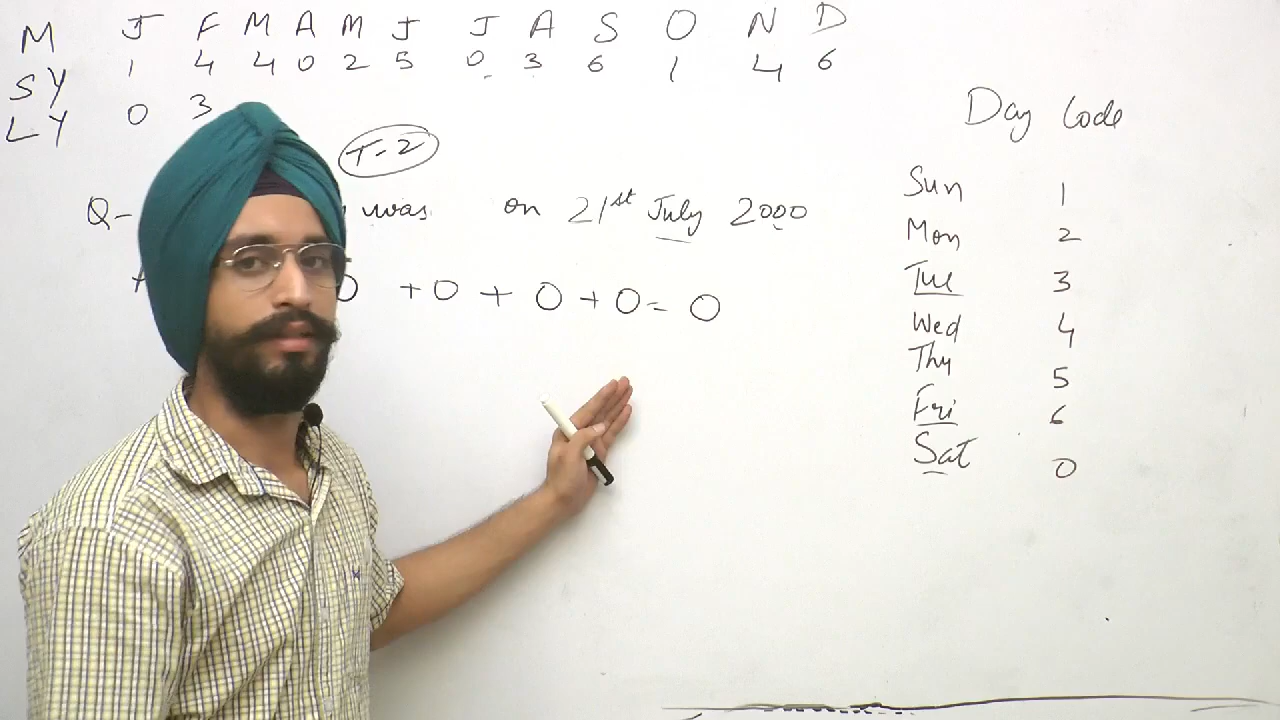 M J F M A M J J A S O N D
SY 1 4 4 0 2 5 0 3 6 1 4 6
LY 0 3
T-2
Q- was on 21st July 2000
+0 + 0 + 0 = 0
Day Code
Sun 1
Mon 2
Tue 3
Wed 4
Thu 5
Fri 6
Sat 0